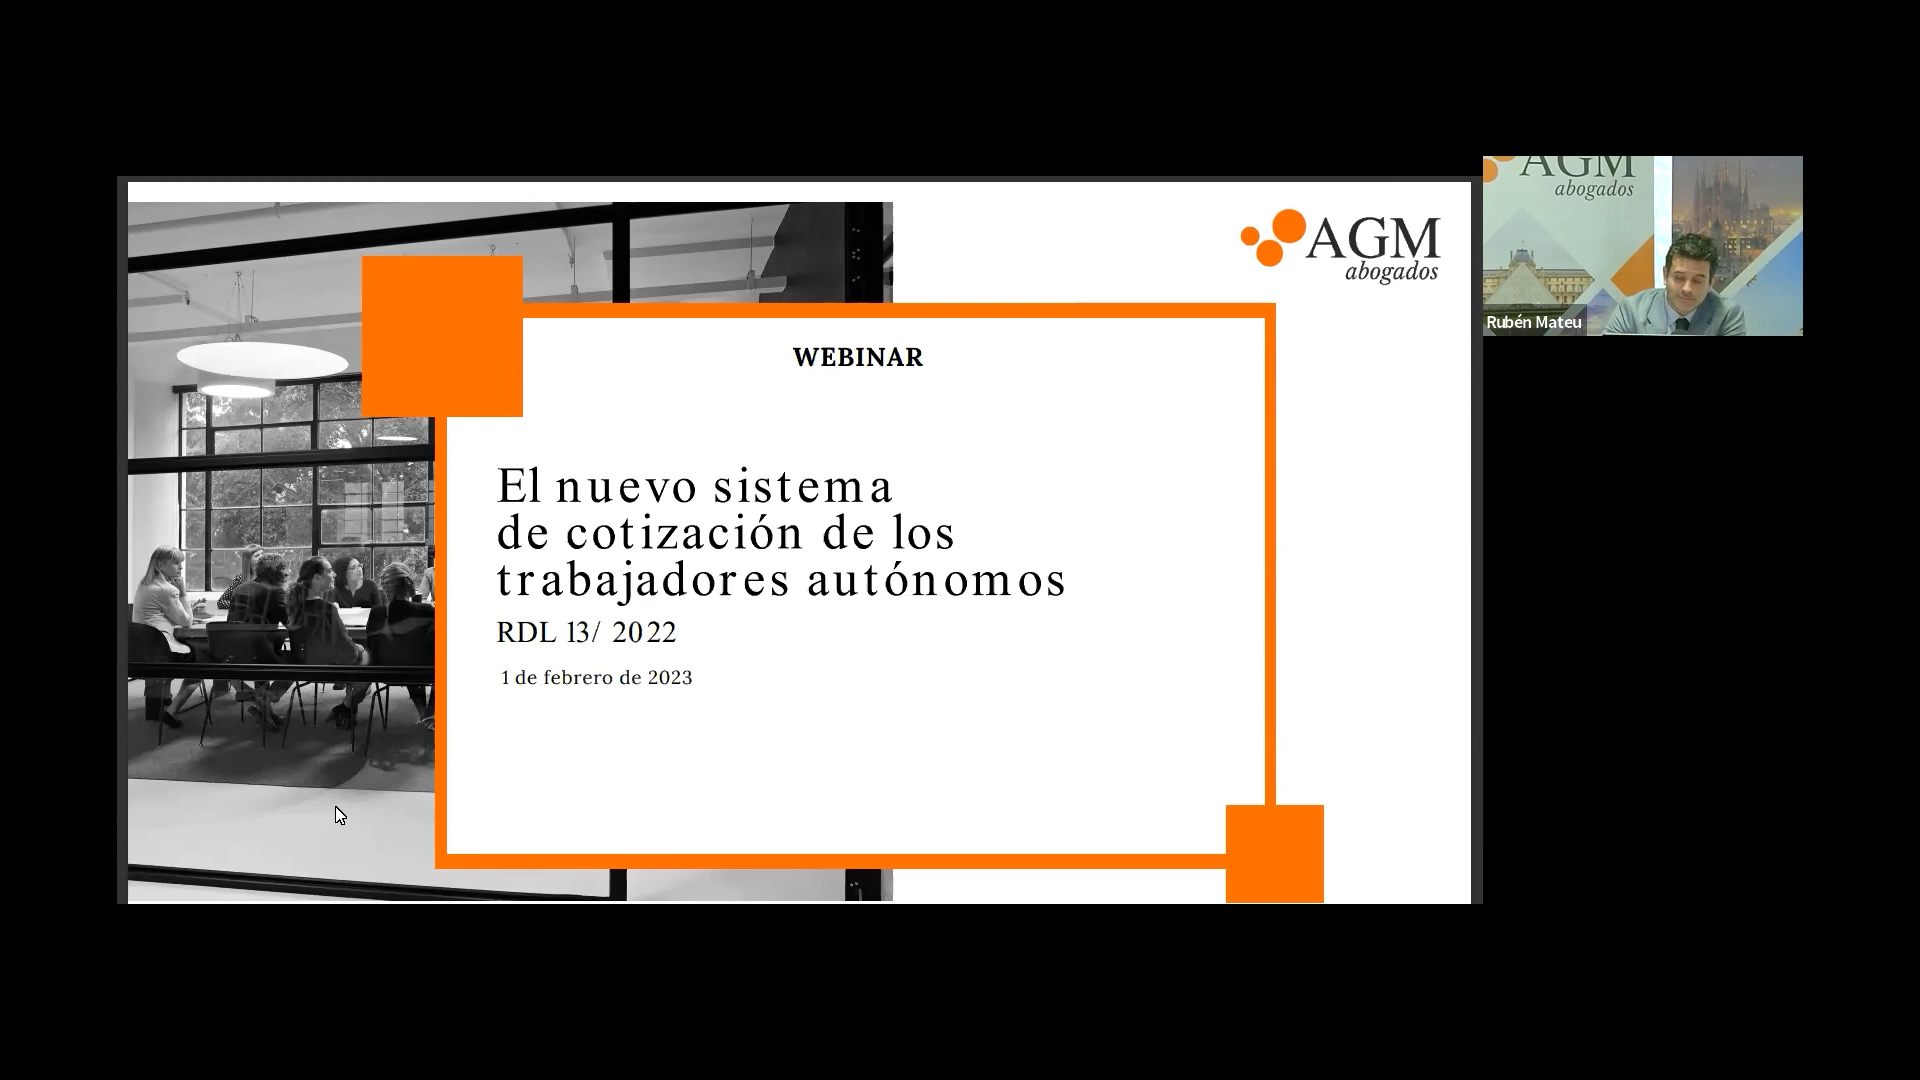 AGM
abogados
WEBINAR
El nuevo sistema
de cotización de los
trabajadores autónomos
RDL 13/ 2022
1 de febrero de 2023
AGM
abogados
Rubén Mateu